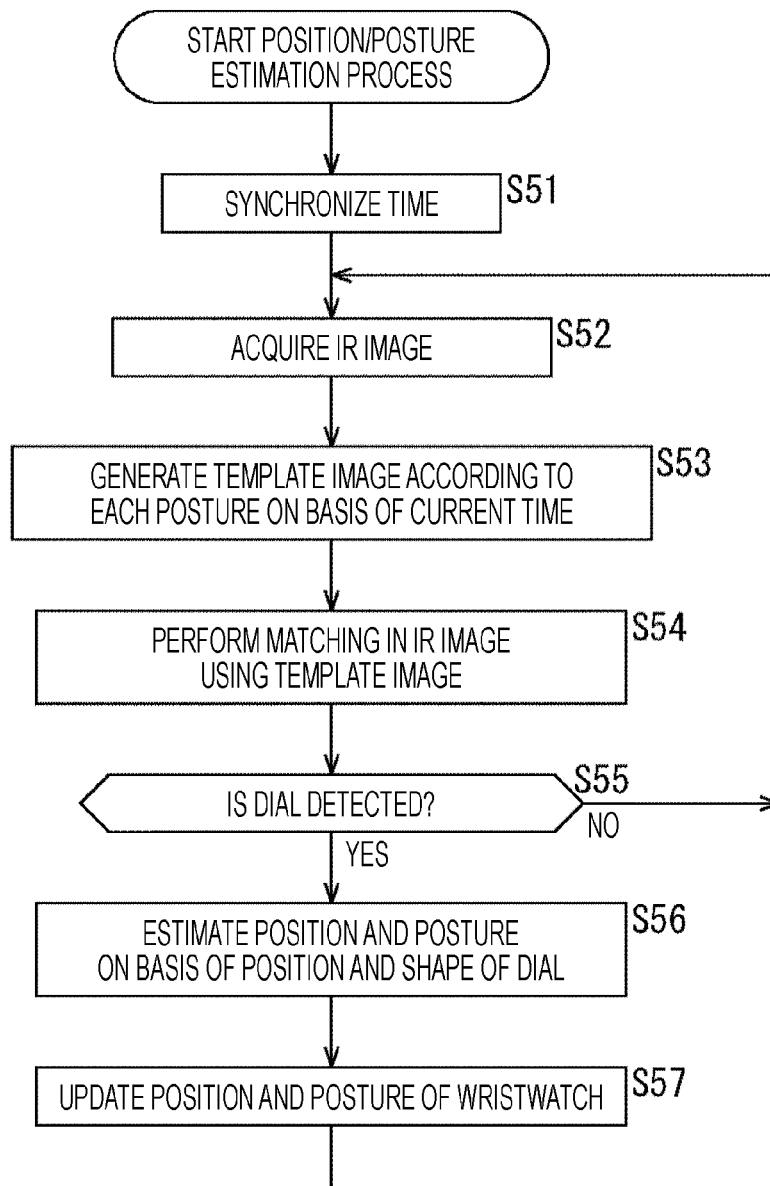 START POSITION/POSTURE
ESTIMATION PROCESS
SYNCHRONIZE TIME
S51
ACQUIRE IR IMAGE
S52
GENERATE TEMPLATE IMAGE ACCORDING TO
EACH POSTURE ON BASIS OF CURRENT TIME
S53
PERFORM MATCHING IN IR IMAGE
USING TEMPLATE IMAGE
S54
IS DIAL DETECTED?
S55
NO
YES
ESTIMATE POSITION AND POSTURE
ON BASIS OF POSITION AND SHAPE OF DIAL
S56
UPDATE POSITION AND POSTURE OF WRISTWATCH
S57